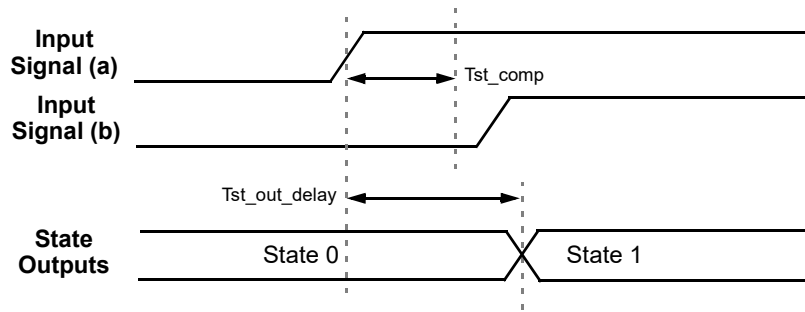 Input
Signal (a)
Tst_comp
Input
Signal (b)
Tst_out_delay
State
Outputs
State 0
State 1